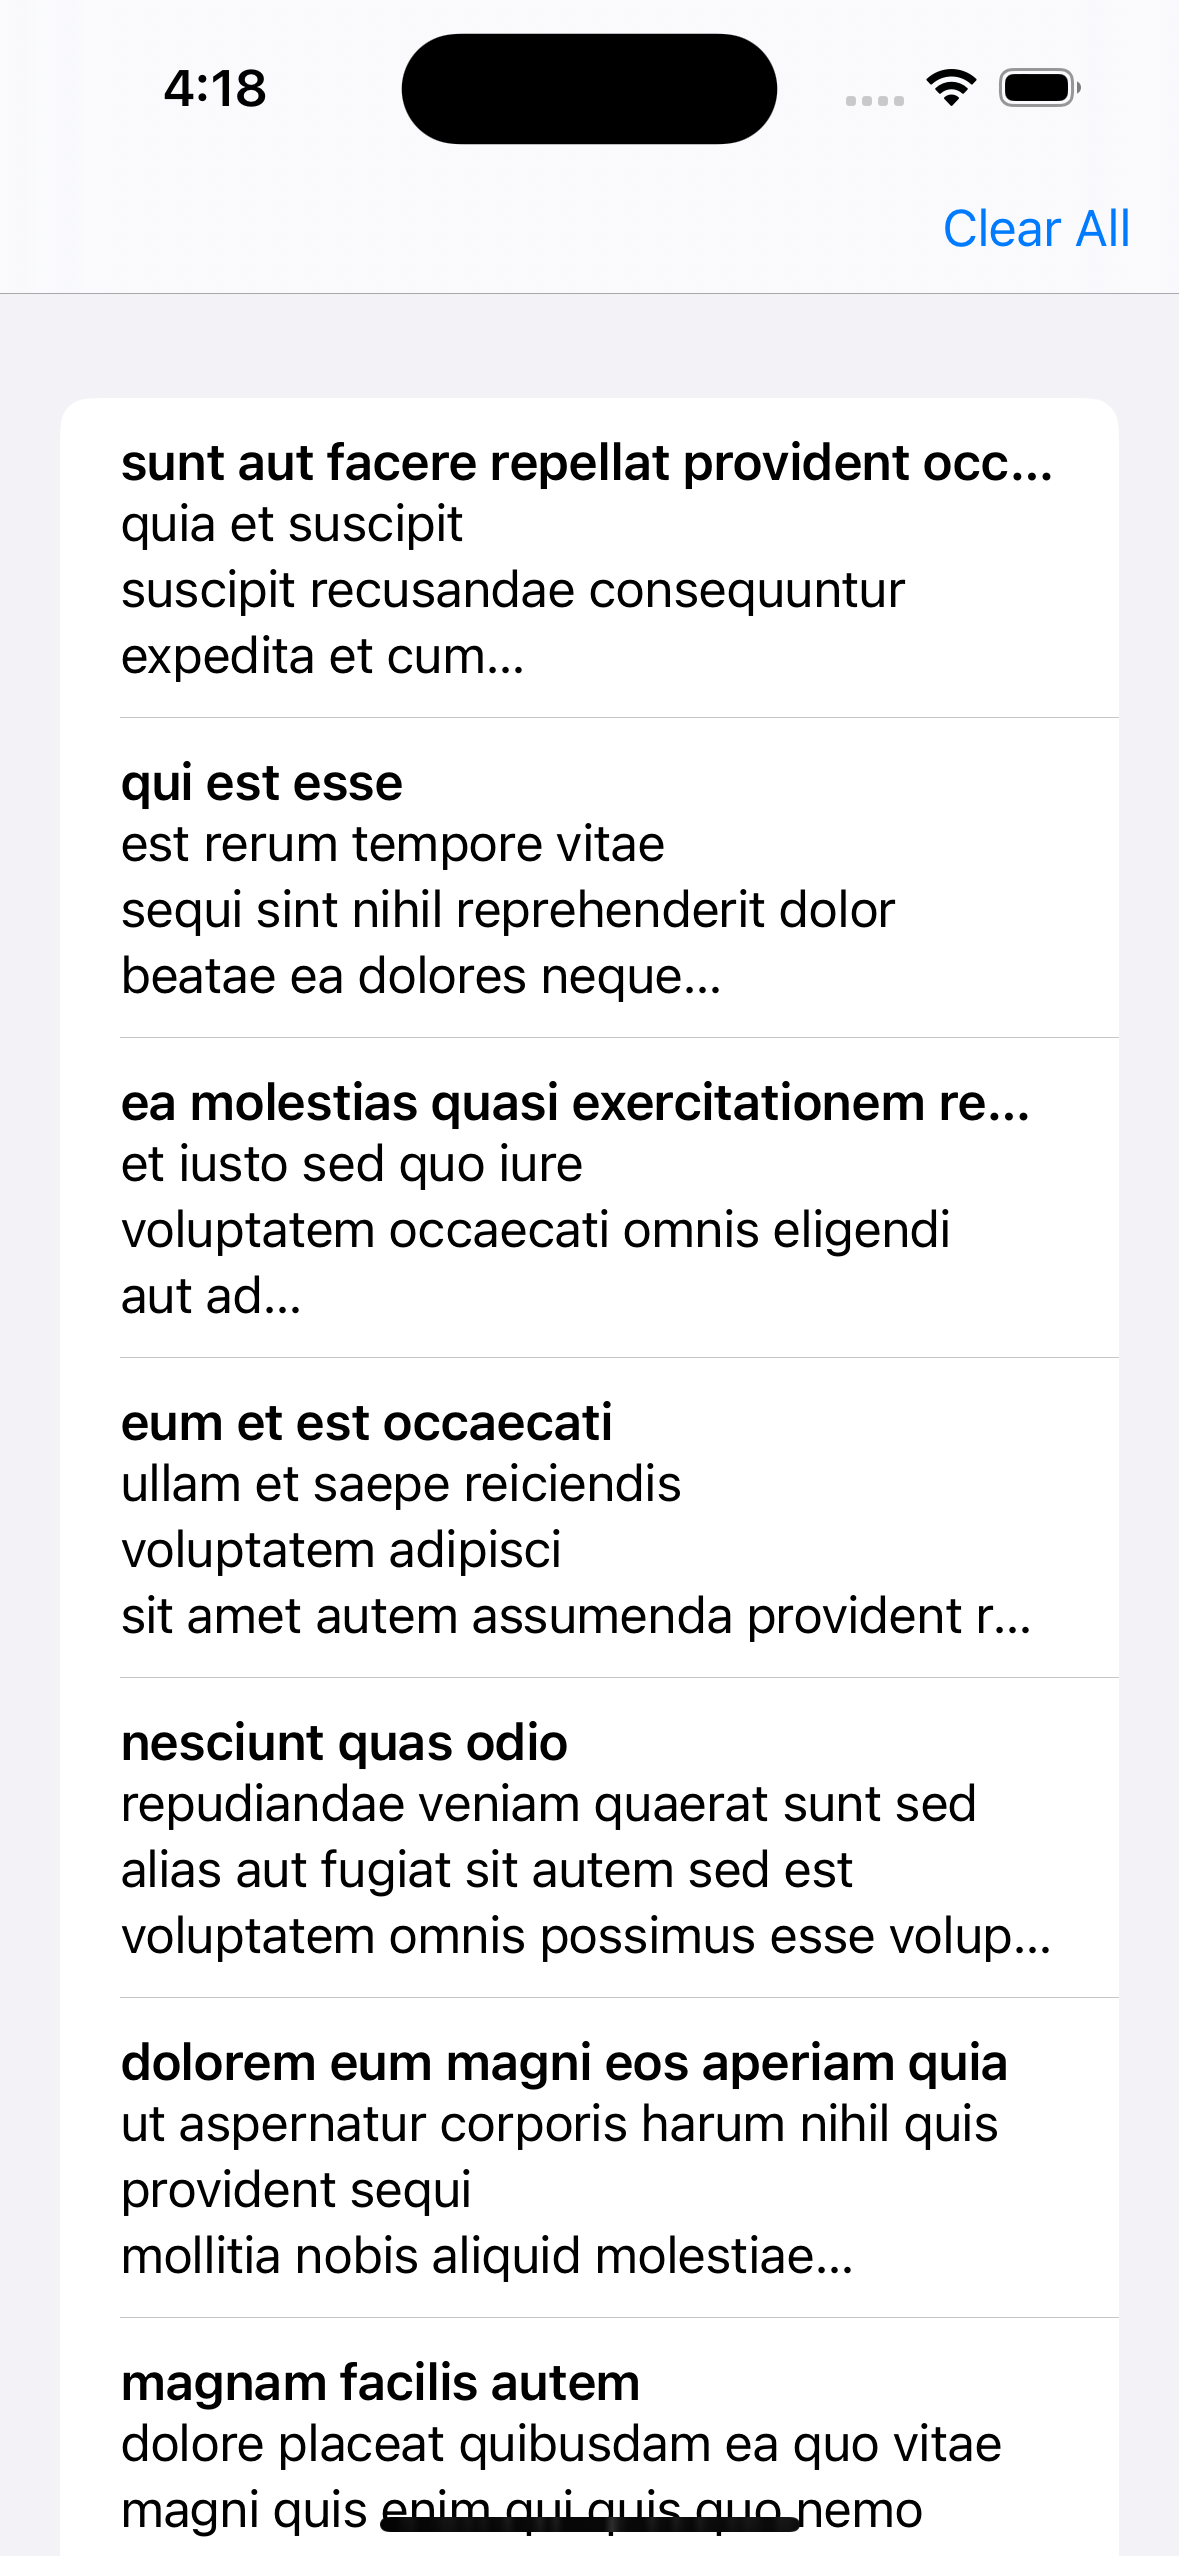 4:18
Clear All
sunt aut facere repellat provident occ...
quia et suscipit
suscipit recusandae consequuntur
expedita et cum...
qui est esse
est rerum tempore vitae
sequi sint nihil reprehenderit dolor
beatae ea dolores neque...
ea molestias quasi exercitationem re...
et iusto sed quo iure
voluptatem occaecati omnis eligendi
aut ad...
eum et est occaecati
ullam et saepe reiciendis
voluptatem adipisci
sit amet autem assumenda provident r...
nesciunt quas odio
repudiandae veniam quaerat sunt sed
alias aut fugiat sit autem sed est
voluptatem omnis possimus esse volup...
dolorem eum magni eos aperiam quia
ut aspernatur corporis harum nihil quis
provident sequi
mollitia nobis aliquid molestiae...
magnam facilis autem
dolore placeat quibusdam ea quo vitae
magni quis enim qui quis quo nemo